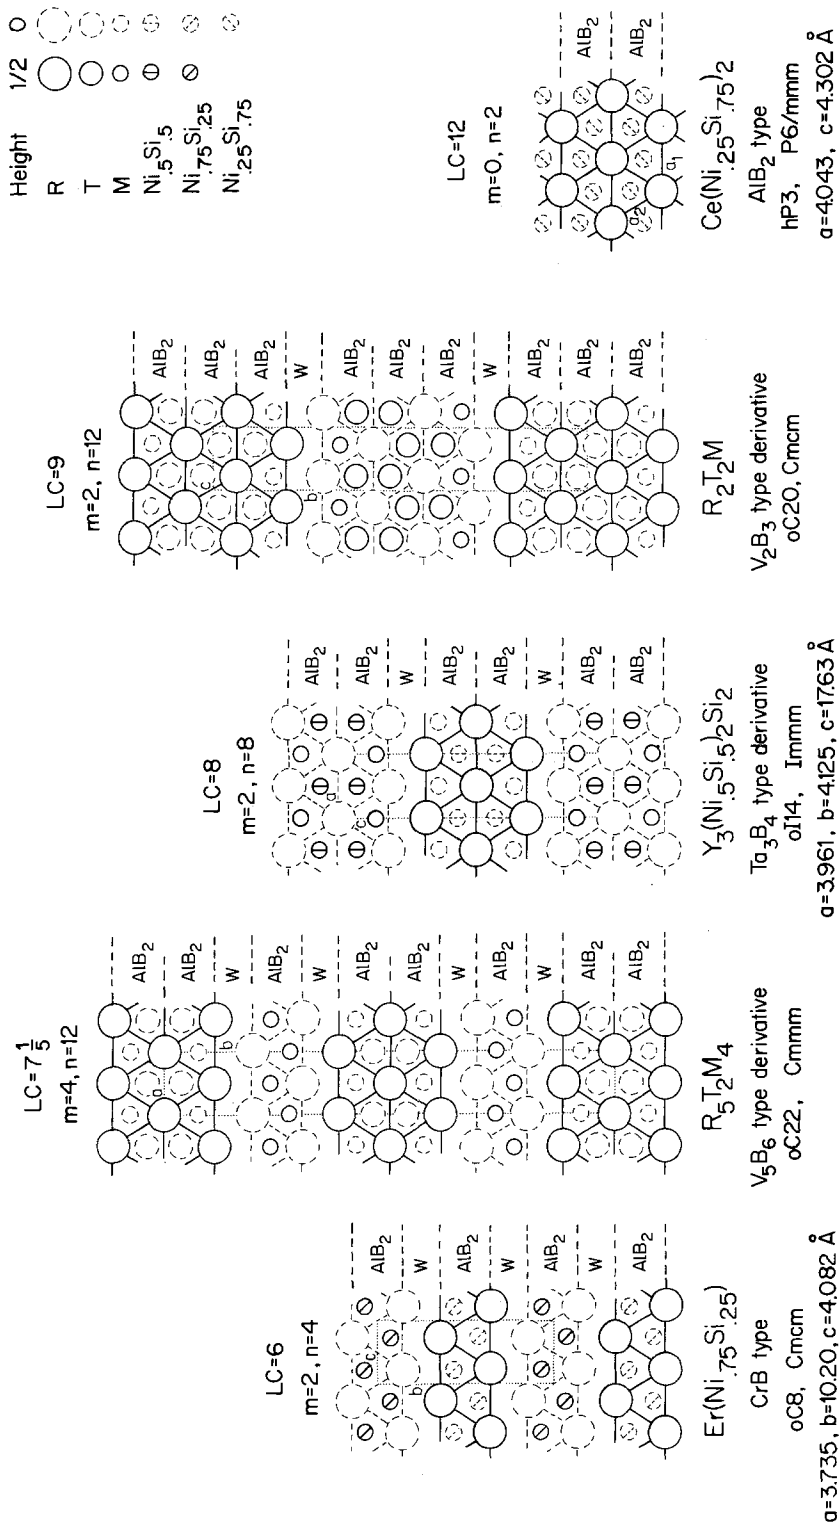 Height 1/2 0
R
T
M
Ni.5Si.5
Ni.75Si.25
Ni.25Si.75
LC=6
m=2, n=4
AlB2
c
W
b
AlB2
W
AlB2
W
AlB2
Er(Ni.75Si.25)
CrB type
oC8, Cmcm
a=3.735, b=10.20, c=4.082 Å
LC=7 1/5
m=4, n=12
AlB2
a
AlB2
W
b
AlB2
W
AlB2
AlB2
W
AlB2
W
AlB2
AlB2
R5T2M4
V5B6 type derivative
oC22, Cmmm
LC=8
m=2, n=8
AlB2
a
AlB2
c
W
AlB2
AlB2
W
AlB2
AlB2
Y3(Ni.5Si.5)2Si2
Ta3B4 type derivative
oI14, Immm
a=3.961, b=4.125, c=17.63 Å
LC=9
m=2, n=12
AlB2
AlB2
c
AlB2
W
b
AlB2
AlB2
AlB2
W
AlB2
AlB2
AlB2
R2T2M
V2B3 type derivative
oC20, Cmcm
LC=12
m=0, n=2
AlB2
AlB2
a2
a1
Ce(Ni.25Si.75)2
AlB2 type
hP3, P6/mmm
a=4.043, c=4.302 Å